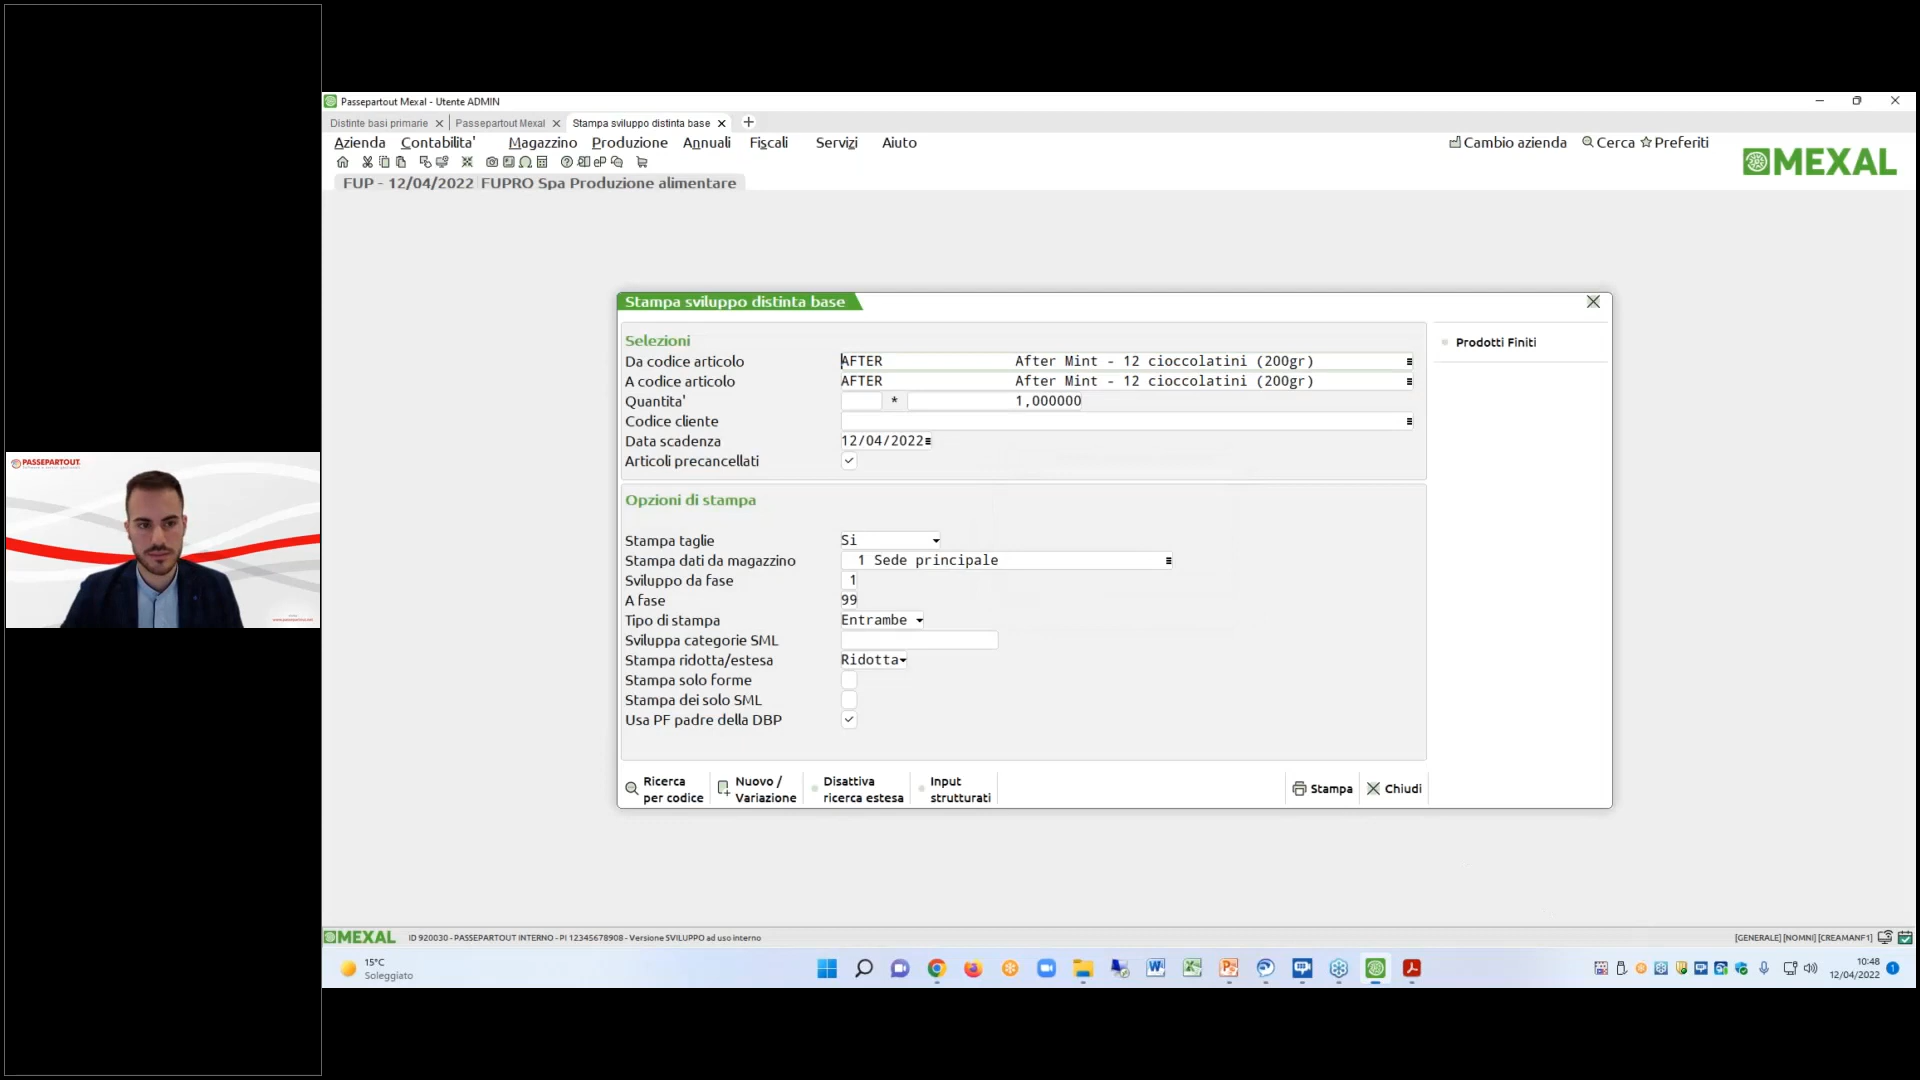 Passepartout Mexal - Utente ADMIN
Distinte basi primarie
Passepartout Mexal
Stampa sviluppo distinta base
Azienda Contabilita' Magazzino Produzione Annuali Fiscali Servizi Aiuto
Cambio azienda Cerca Preferiti
MEXAL
FUP - 12/04/2022 FUPRO Spa Produzione alimentare
Stampa sviluppo distinta base
Selezioni
Da codice articolo AFTER After Mint - 12 cioccolatini (200gr)
A codice articolo AFTER After Mint - 12 cioccolatini (200gr)
Quantita' * 1,000000
Codice cliente
Data scadenza 12/04/2022
Articoli precancellati
Prodotti Finiti
Opzioni di stampa
Stampa taglie Si
Stampa dati da magazzino 1 Sede principale
Sviluppo da fase 1
A fase 99
Tipo di stampa Entrambe
Sviluppa categorie SML
Stampa ridotta/estesa Ridotta
Stampa solo forme
Stampa dei solo SML
Usa PF padre della DBP
Ricerca per codice
Nuovo / Variazione
Disattiva ricerca estesa
Input strutturati
Stampa
Chiudi
PASSEPARTOUT
MEXAL ID 920030 - PASSEPARTOUT INTERNO - PI 12345678908 - Versione SVILUPPO ad uso interno
[GENERALE] [NOMNI] [CREAMANF1]
15°C
Soleggiato
10:48
12/04/2022
1